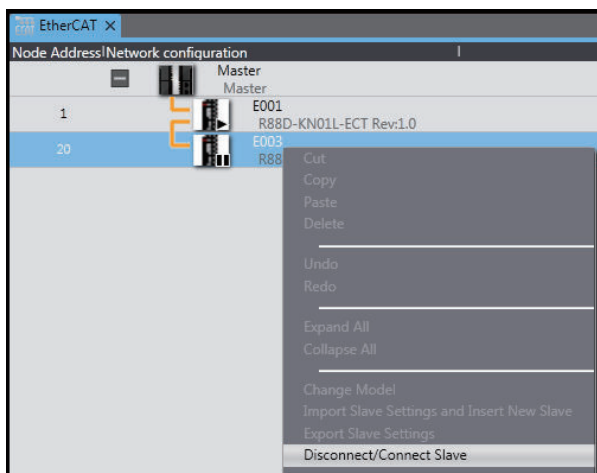 EtherCAT ×
Node Address|Network configuration
Master
Master
1
E001
R88D-KN01L-ECT Rev:1.0
20
E003
R88
Cut
Copy
Paste
Delete
Undo
Redo
Expand All
Collapse All
Change Model
Import Slave Settings and Insert New Slave
Export Slave Settings
Disconnect/Connect Slave